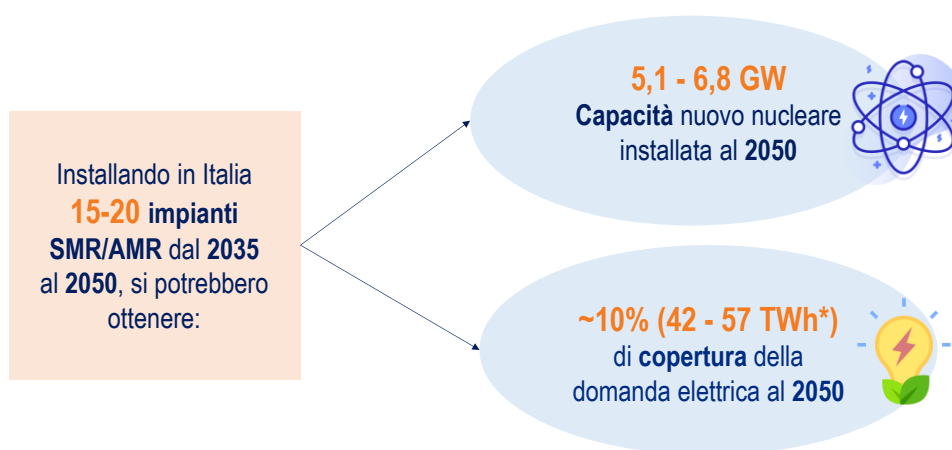 Installando in Italia
15-20 impianti
SMR/AMR dal 2035
al 2050, si potrebbero
ottenere:
5,1 - 6,8 GW
Capacità nuovo nucleare
installata al 2050
~10% (42 - 57 TWh*)
di copertura della
domanda elettrica al 2050